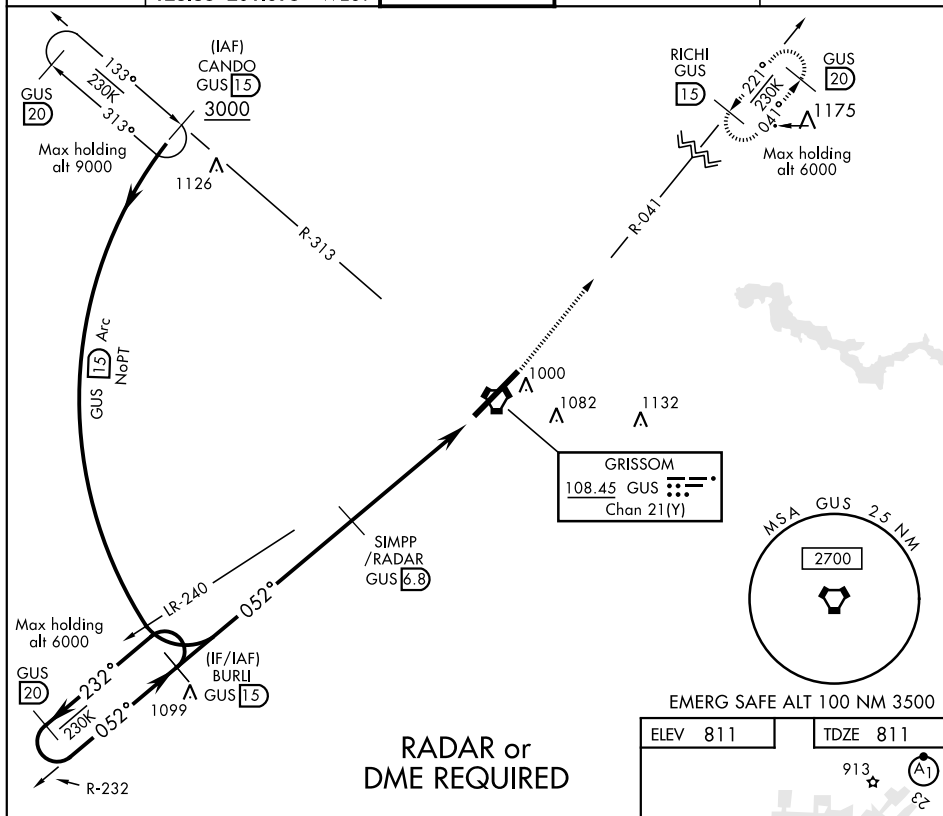 (IAF)
CANDO
GUS 15
3000
133°
230K
313°
GUS
20
Max holding
alt 9000
1126
R-313
RICHI
GUS
15
221°
230K
041°
GUS
20
1175
Max holding
alt 6000
R-041
GUS 15 Arc
NoPT
1000
1082
1132
GRISSOM
108.45 GUS
Chan 21(Y)
SIMPP
/RADAR
GUS 6.8
MSA GUS 25 NM
2700
LR-240
052°
Max holding
alt 6000
GUS
20
232°
230K
052°
(IF/IAF)
BURLI
GUS 15
1099
R-232
RADAR or
DME REQUIRED
EMERG SAFE ALT 100 NM 3500
ELEV 811
TDZE 811
913
A1
23